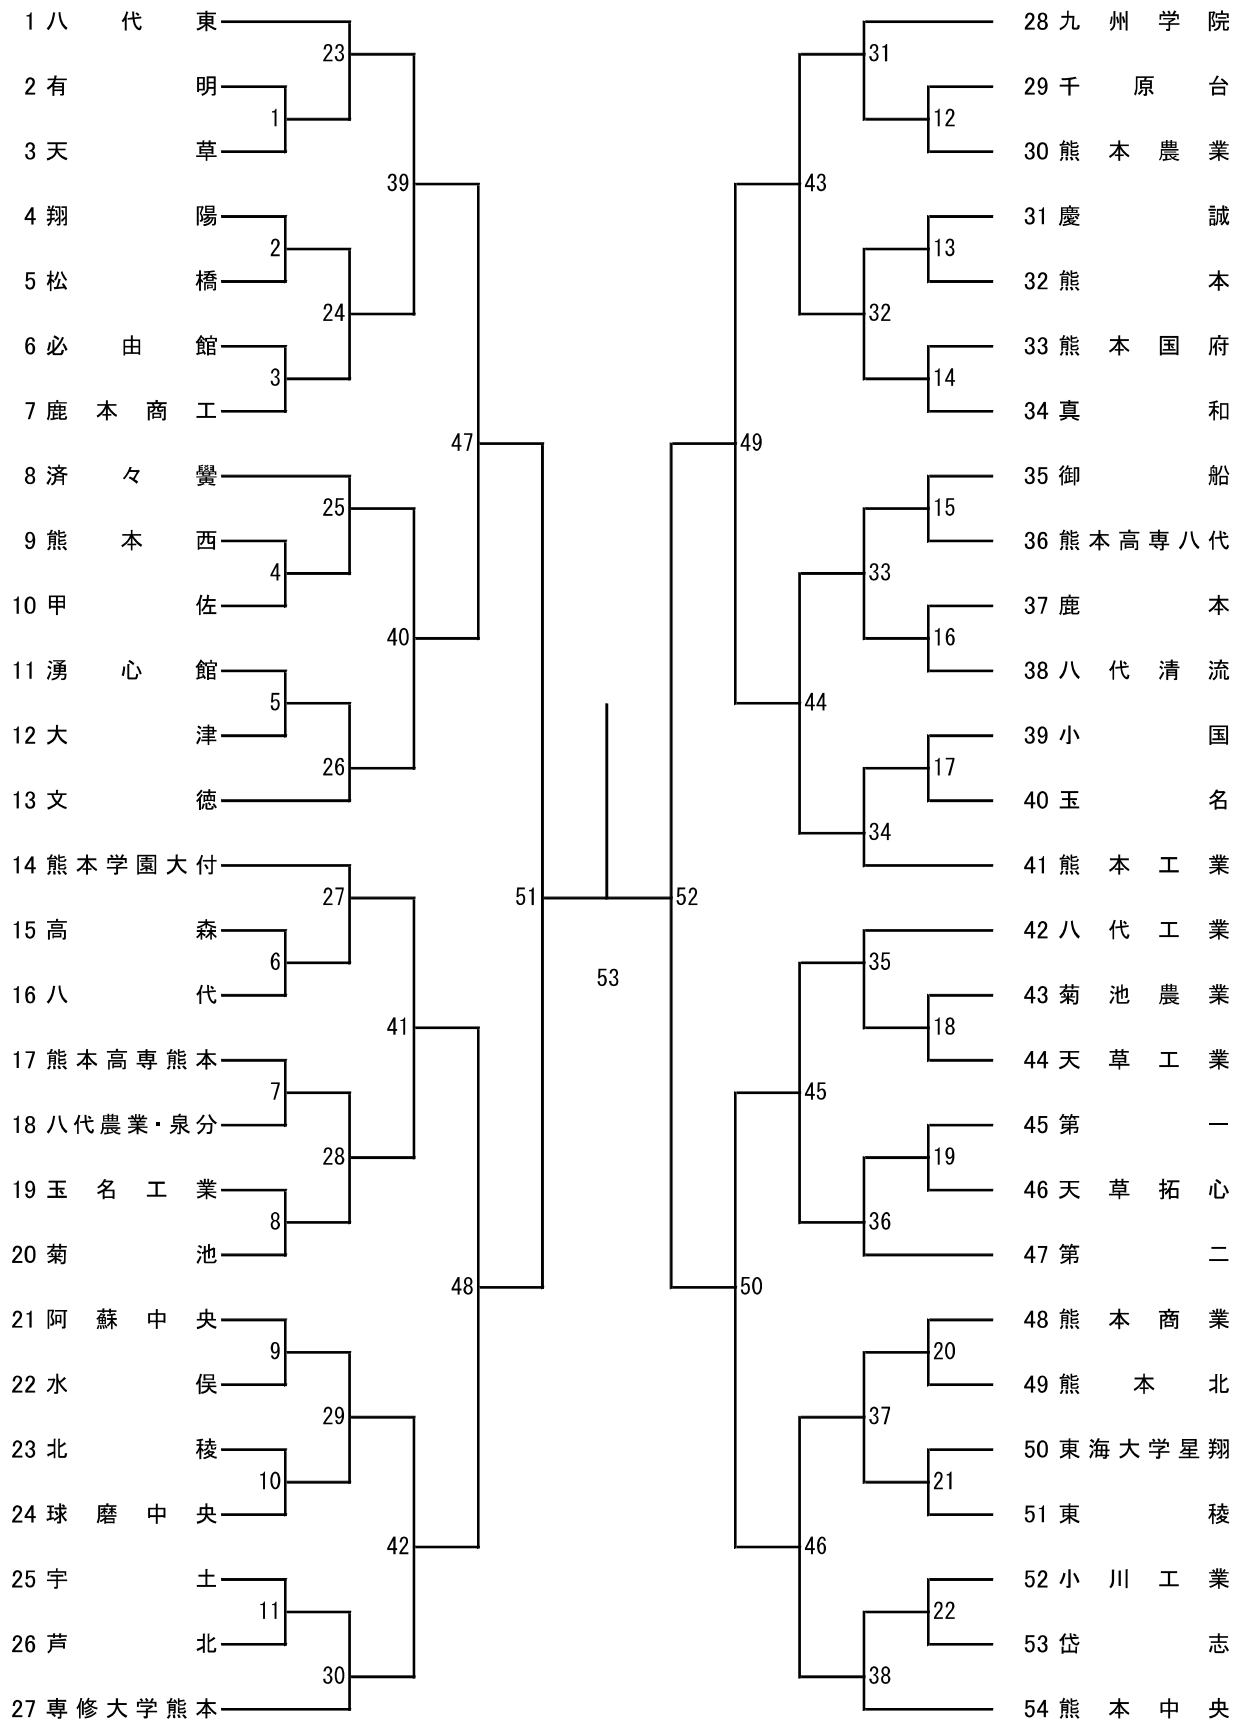 1 八代東
2 有明
3 天草
4 翔陽
5 松橋
6 必由館
7 鹿本商工
8 済々黌
9 熊本西
10 甲佐
11 湧心館
12 大津
13 文徳
14 熊本学園大付
15 高森
16 八代
17 熊本高専熊本
18 八代農業・泉分
19 玉名工業
20 菊池
21 阿蘇中央
22 水俣
23 北稜
24 球磨中央
25 宇土
26 芦北
27 専修大学熊本
23
1
39
2
24
3
47
25
4
40
5
26
27
6
51
41
7
28
8
48
9
29
10
42
11
30
53
31
12
43
13
32
14
49
15
33
16
44
17
34
52
35
18
45
19
36
50
20
37
21
46
22
38
28 九州学院
29 千原台
30 熊本農業
31 慶誠
32 熊本
33 熊本国府
34 真和
35 御船
36 熊本高専八代
37 鹿本
38 八代清流
39 小国
40 玉名
41 熊本工業
42 八代工業
43 菊池農業
44 天草工業
45 第一
46 天草拓心
47 第二
48 熊本商業
49 熊本北
50 東海大学星翔
51 東稜
52 小川工業
53 岱志
54 熊本中央